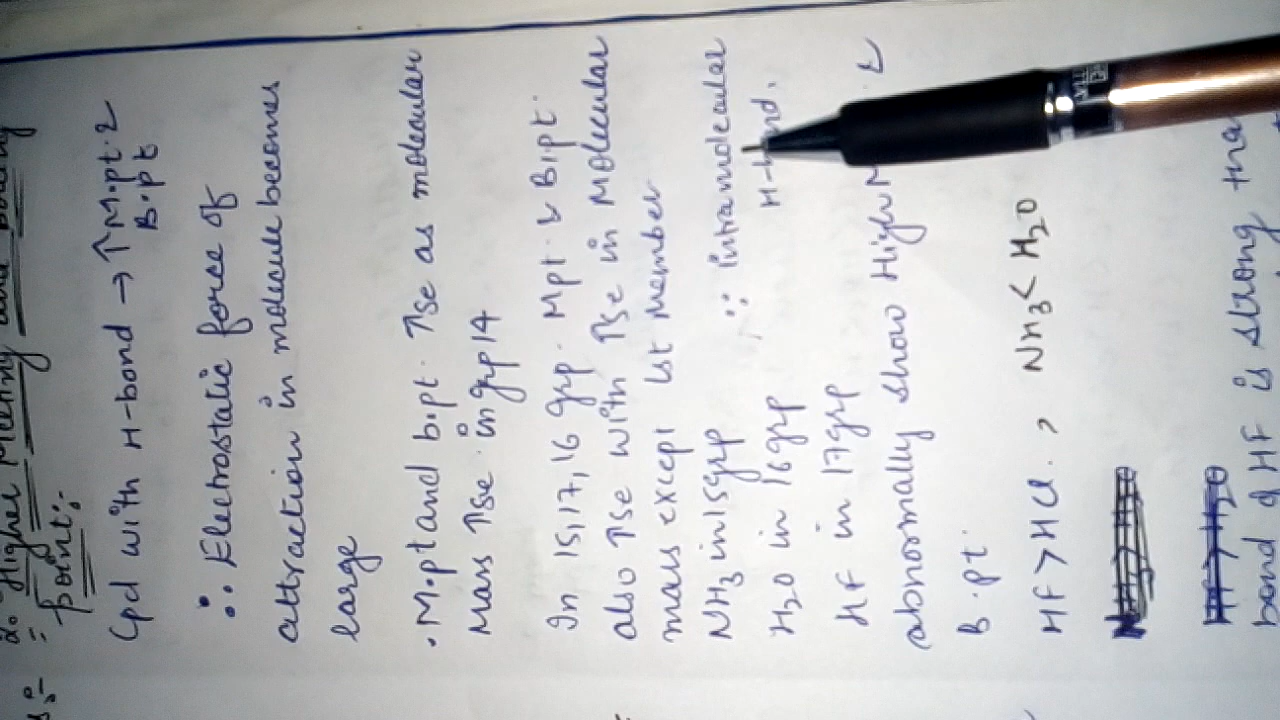 2. Higher melting and boiling
point:-
Cpd with H-bond → ↑ M.pt. &
B.pt
∴ Electrostatic force of
attraction in molecule becomes
large
• M.pt and b.pt. ↑se as molecular
Mass ↑se in grp 14
In 15, 17, 16 grp. Mpt & B.pt.
also ↑se with ↑se in Molecular
mass except 1st Member
NH3 in 15 grp ∵ intramolecular
H2O in 16 grp H-bond.
HF in 17 grp
abnormally show High M &
B.pt.
HF > HCl, NH3 < H2O
bond of HF is strong tha